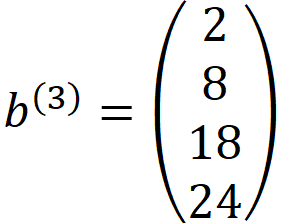 b⁽³⁾ = (2
8
18
24)